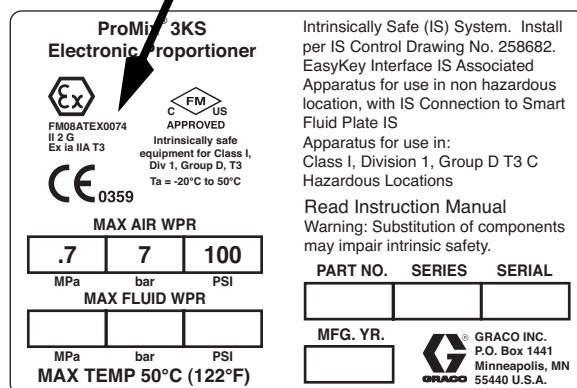 ProMix® 3KS
Electronic Proportioner
Ex
FM08ATEX0074
II 2 G
Ex ia IIA T3
CE 0359
FM
C US
APPROVED
Intrinsically safe
equipment for Class I,
Div 1, Group D, T3
Ta = -20°C to 50°C
MAX AIR WPR
.7 7 100
MPa bar PSI
MAX FLUID WPR
MPa bar PSI
MAX TEMP 50°C (122°F)
Intrinsically Safe (IS) System. Install
per IS Control Drawing No. 258682.
EasyKey Interface IS Associated
Apparatus for use in non hazardous
location, with IS Connection to Smart
Fluid Plate IS
Apparatus for use in:
Class I, Division 1, Group D T3 C
Hazardous Locations
Read Instruction Manual
Warning: Substitution of components
may impair intrinsic safety.
PART NO. SERIES SERIAL
MFG. YR.
GRACO
®
GRACO INC.
P.O. Box 1441
Minneapolis, MN
55440 U.S.A.